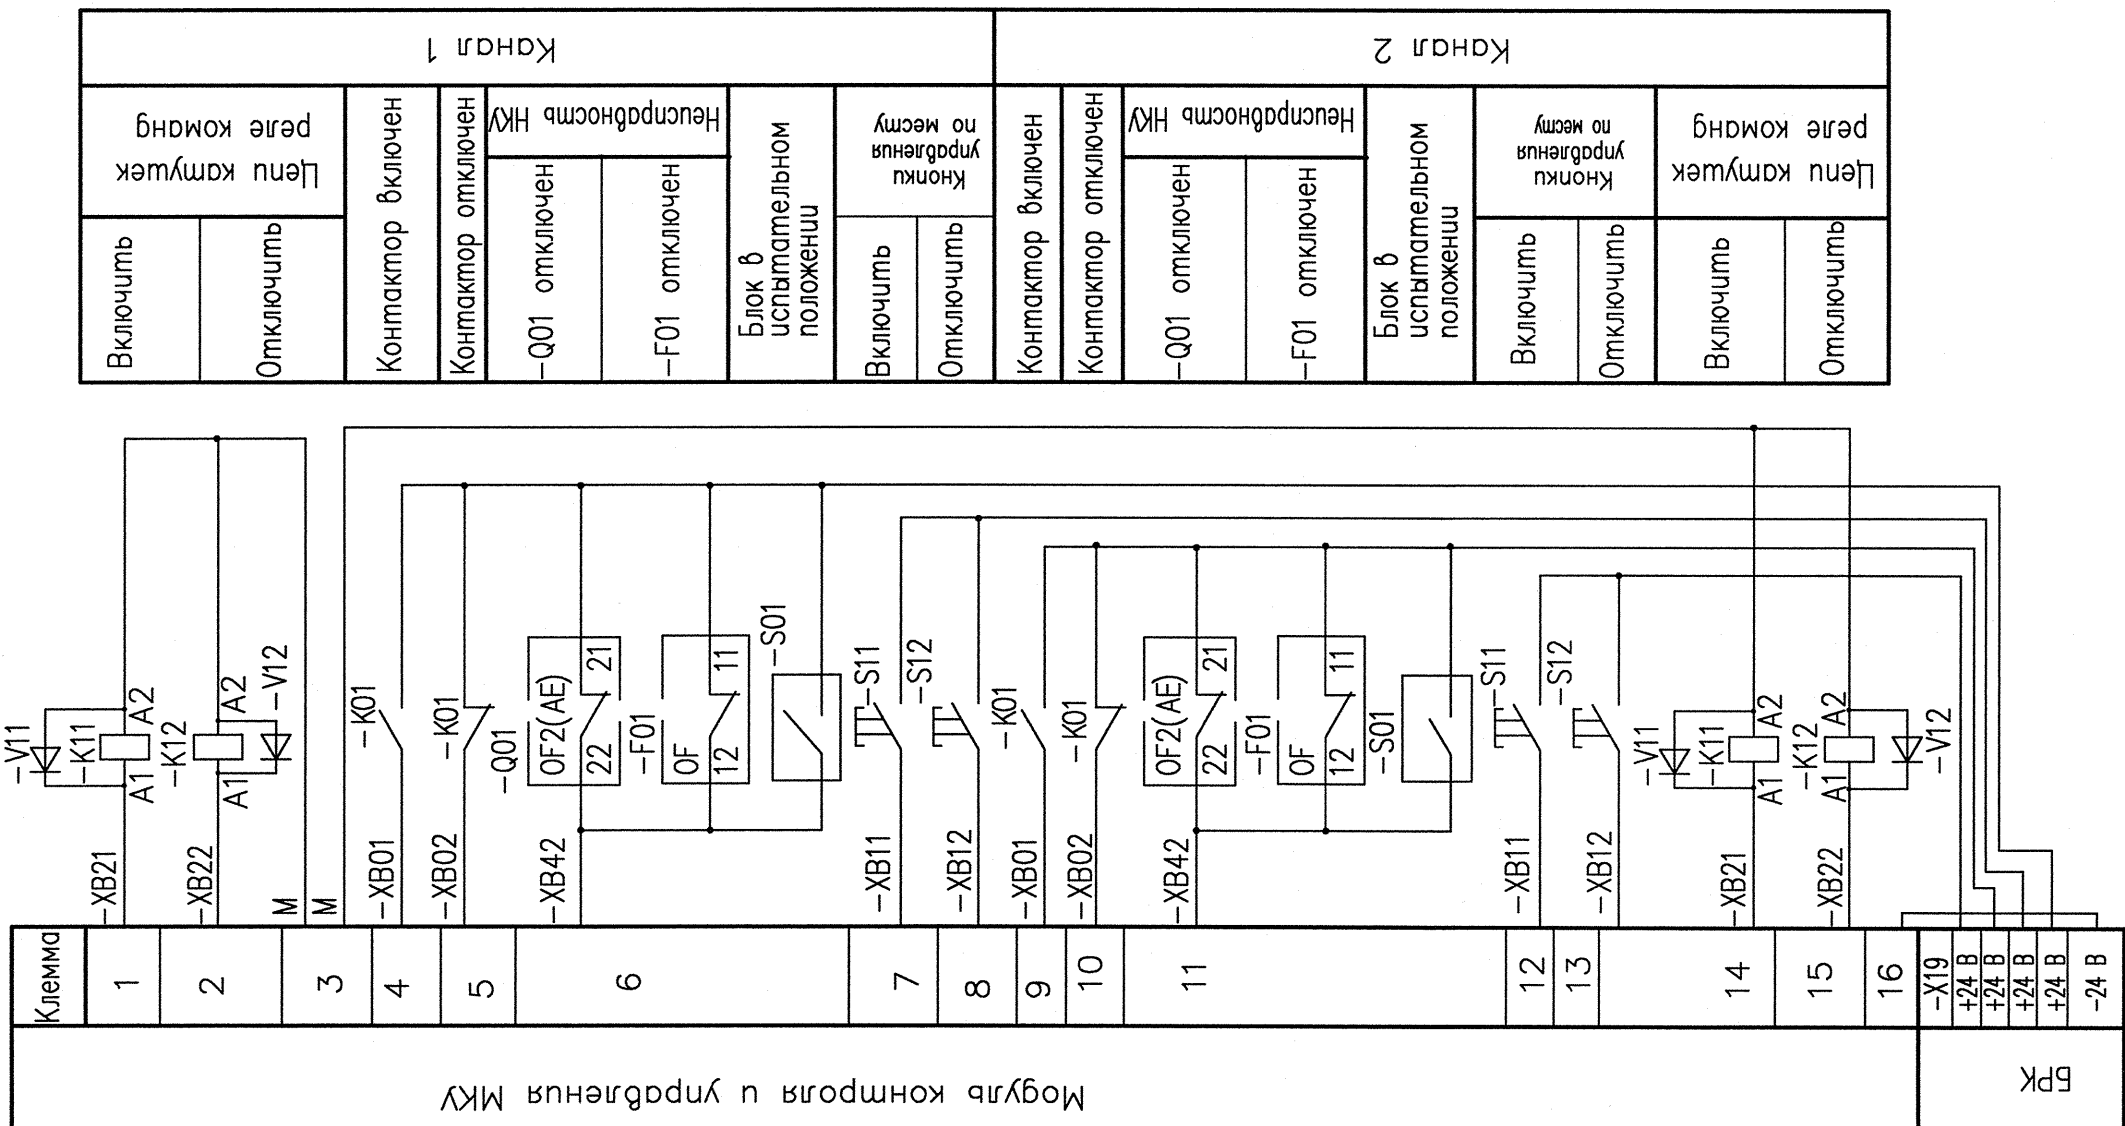 Канал 1
Канал 2
Цепи катушек
реле команд
Контактор включен
Контактор отключен
Неисправность НКУ
Блок в
испытательном
положении
Кнопки
управления
по месту
Контактор включен
Контактор отключен
Неисправность НКУ
Блок в
испытательном
положении
Кнопки
управления
по месту
Цепи катушек
реле команд
Включить
Отключить
-Q01 отключен
-F01 отключен
Включить
Отключить
-Q01 отключен
-F01 отключен
Включить
Отключить
Включить
Отключить
-V11
-K11
A1
A2
-K12
A1
A2
-V12
-K01
-K01
-Q01
OF2(AE)
22
21
-F01
OF
12
11
-S01
-S11
-S12
-K01
-K01
OF2(AE)
22
21
-F01
OF
12
11
-S01
-S11
-S12
-V11
-K11
A1
A2
-K12
A1
A2
-V12
-XB21
-XB22
M
M
-XB01
-XB02
-XB42
-XB11
-XB12
-XB01
-XB02
-XB42
-XB11
-XB12
-XB21
-XB22
Клемма
1
2
3
4
5
6
7
8
9
10
11
12
13
14
15
16
-X19
+24 В
+24 В
+24 В
+24 В
-24 В
Модуль контроля и управления МКУ
БРК